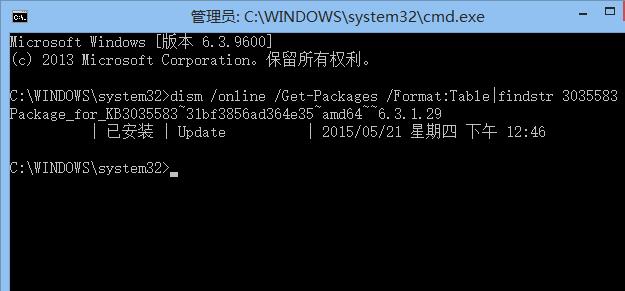 管理员: C:\WINDOWS\system32\cmd.exe
Microsoft Windows [版本 6.3.9600]
(c) 2013 Microsoft Corporation。保留所有权利。
C:\WINDOWS\system32>dism /online /Get-Packages /Format:Table|findstr 3035583
Package_for_KB3035583~31bf3856ad364e35~amd64~~6.3.1.29
| 已安装 | Update | 2015/05/21 星期四 下午 12:46
C:\WINDOWS\system32>